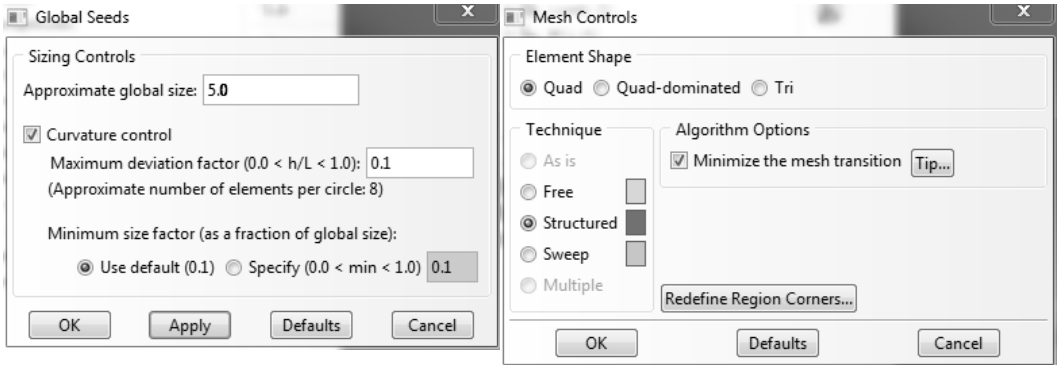 Global Seeds
x
Sizing Controls
Approximate global size: 5.0
Curvature control
Maximum deviation factor (0.0 < h/L < 1.0): 0.1
(Approximate number of elements per circle: 8)
Minimum size factor (as a fraction of global size):
Use default (0.1) Specify (0.0 < min < 1.0) 0.1
OK Apply Defaults Cancel
Mesh Controls
x
Element Shape
Quad Quad-dominated Tri
Technique
As is
Free
Structured
Sweep
Multiple
Algorithm Options
Minimize the mesh transition Tip...
Redefine Region Corners...
OK Defaults Cancel